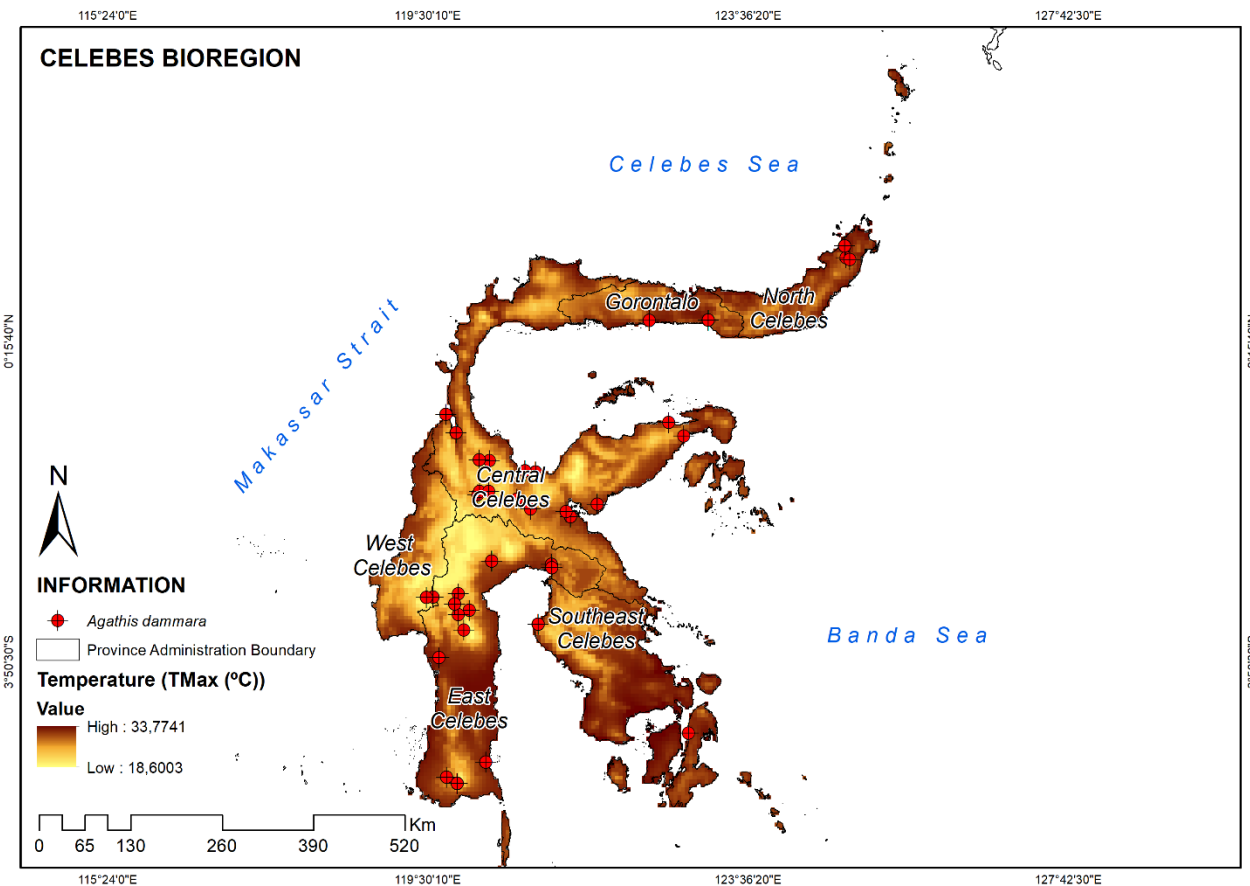 115°24'0"E
119°30'10"E
123°36'20"E
127°42'30"E
CELEBES BIOREGION
Celebes Sea
Gorontalo
North
Celebes
Makassar Strait
0°15'40"N
Central
Celebes
N
West
Celebes
INFORMATION
Agathis dammara
Southeast
Celebes
Banda Sea
Province Administration Boundary
3°50'30"S
Temperature (TMax (ºC))
Value
High : 33,7741
Low : 18,6003
East
Celebes
Km
0 65 130 260 390 520
115°24'0"E
119°30'10"E
123°36'20"E
127°42'30"E